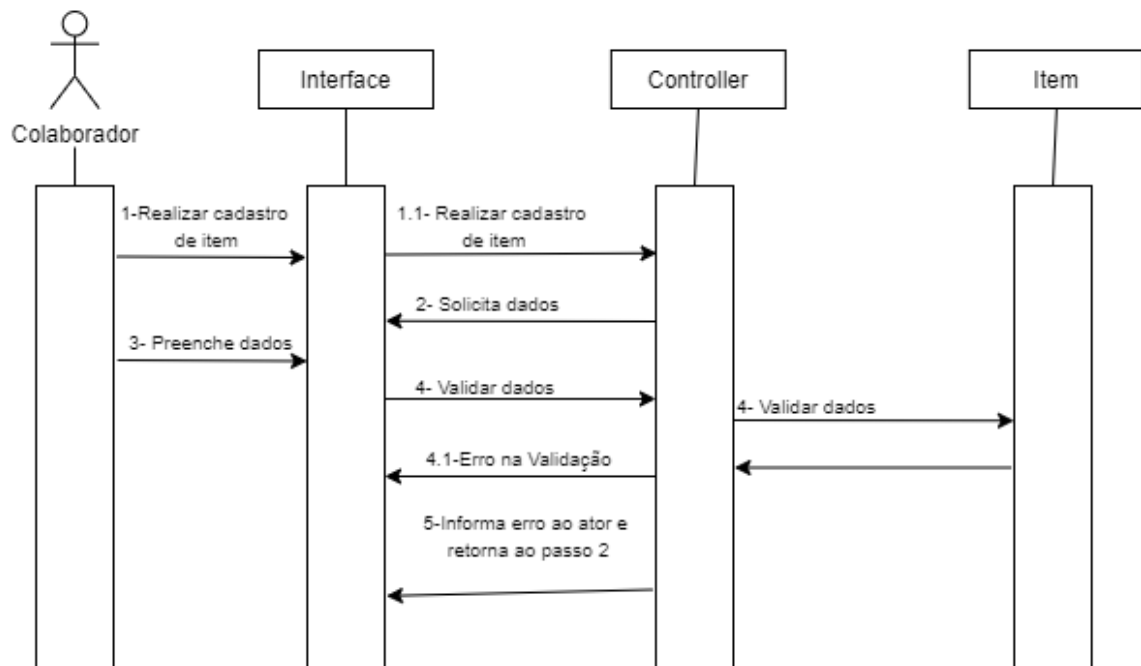 Interface
Controller
Item
Colaborador
1-Realizar cadastro
de item
1.1- Realizar cadastro
de item
2- Solicita dados
3- Preenche dados
4- Validar dados
4- Validar dados
4.1-Erro na Validação
5-Informa erro ao ator e
retorna ao passo 2